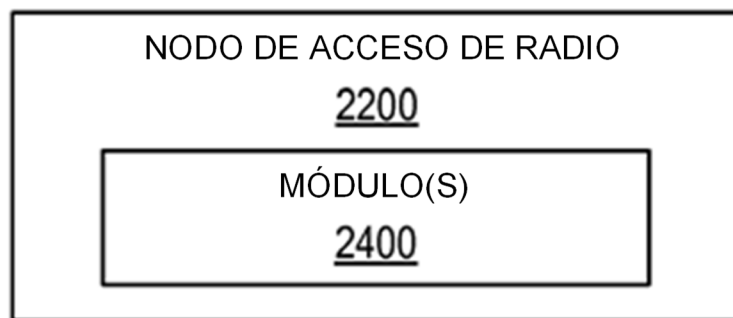 NODO DE ACCESO DE RADIO
2200
MÓDULO(S)
2400